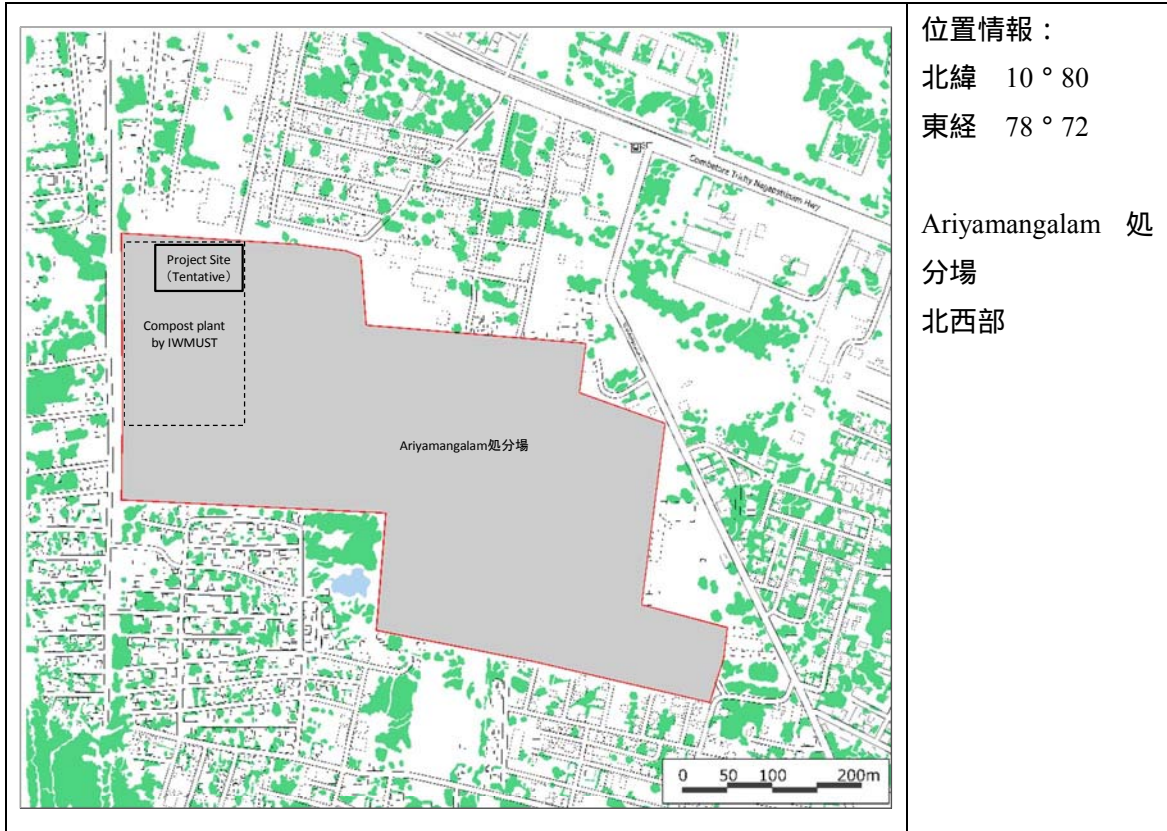 位置情報：
北緯 10 ° 80
東経 78 ° 72
Ariyamangalam 処
分場
北西部
Coimbatore Trichy Nagapattinam Hwy
Project Site
（Tentative）
Compost plant
by IWMUST
Ariyamangalam処分場
0 50 100 200m